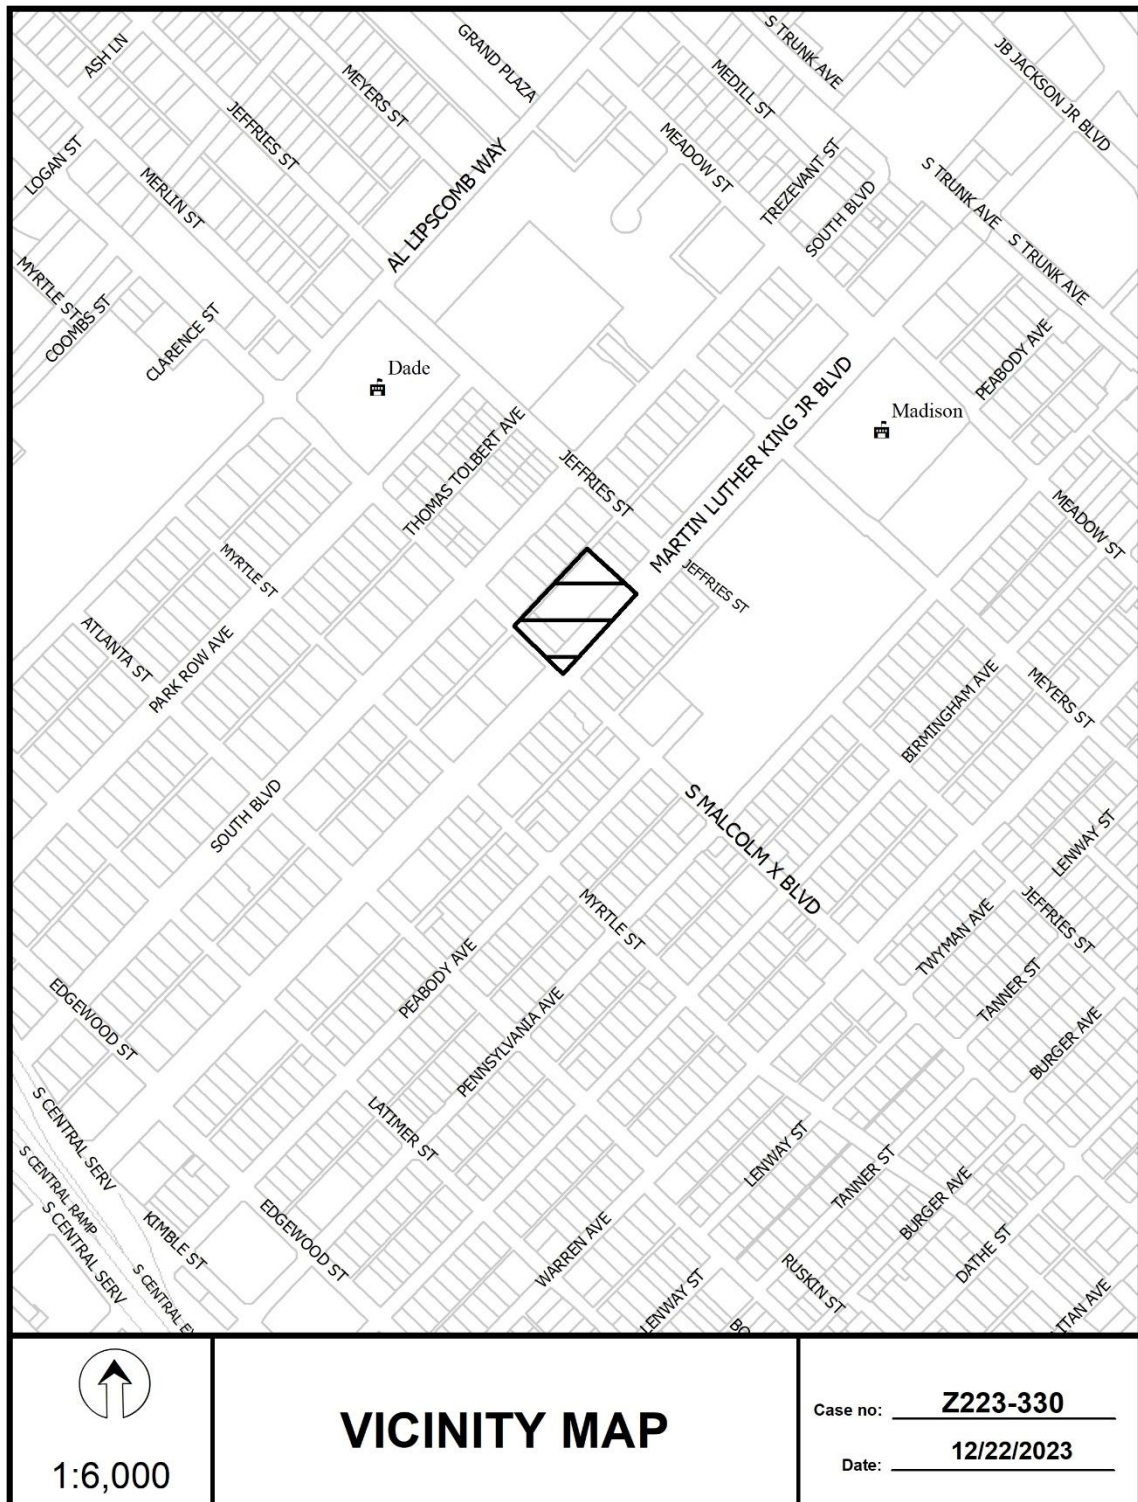 S TRUNK AVE
GRAND PLAZA
ASH LN
JB JACKSON JR BLVD
MEYERS ST
MEDILL ST
JEFFRIES ST
MEADOW ST
LOGAN ST
TREZEVANT ST
AL LIPSCOMB WAY
MERLIN ST
S TRUNK AVE
SOUTH BLVD
S TRUNK AVE
MYRTLE ST
COOMBS ST
CLARENCE ST
PEABODY AVE
Dade
Madison
MARTIN LUTHER KING JR BLVD
THOMAS TOLBERT AVE
JEFFRIES ST
MEADOW ST
MYRTLE ST
JEFFRIES ST
ATLANTA ST
PARK ROW AVE
BIRMINGHAM AVE
MEYERS ST
SOUTH BLVD
S MALCOLM X BLVD
LENWAY ST
MYRTLE ST
JEFFRIES ST
TWYMAN AVE
PEABODY AVE
TANNER ST
EDGEWOOD ST
PENNSYLVANIA AVE
BURGER AVE
S CENTRAL SERV
LATIMER ST
LENWAY ST
TANNER ST
S CENTRAL RAMP
BURGER AVE
S CENTRAL SERV
KIMBLE ST
EDGEWOOD ST
WARREN AVE
DATHE ST
RUSKIN ST
S CENTRAL
LENWAY ST
BO
ITAN AVE
1:6,000
VICINITY MAP
Case no: Z223-330
Date: 12/22/2023